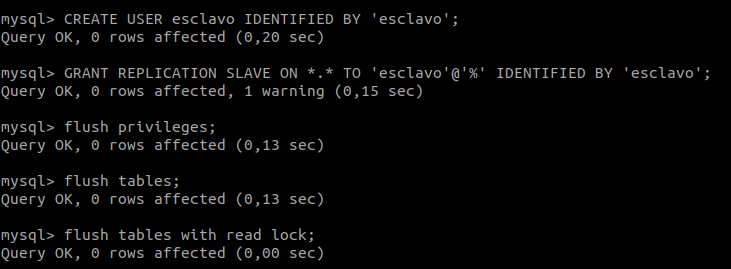 mysql> CREATE USER esclavo IDENTIFIED BY 'esclavo';
Query OK, 0 rows affected (0,20 sec)
mysql> GRANT REPLICATION SLAVE ON *.* TO 'esclavo'@'%' IDENTIFIED BY 'esclavo';
Query OK, 0 rows affected, 1 warning (0,15 sec)
mysql> flush privileges;
Query OK, 0 rows affected (0,13 sec)
mysql> flush tables;
Query OK, 0 rows affected (0,13 sec)
mysql> flush tables with read lock;
Query OK, 0 rows affected (0,00 sec)